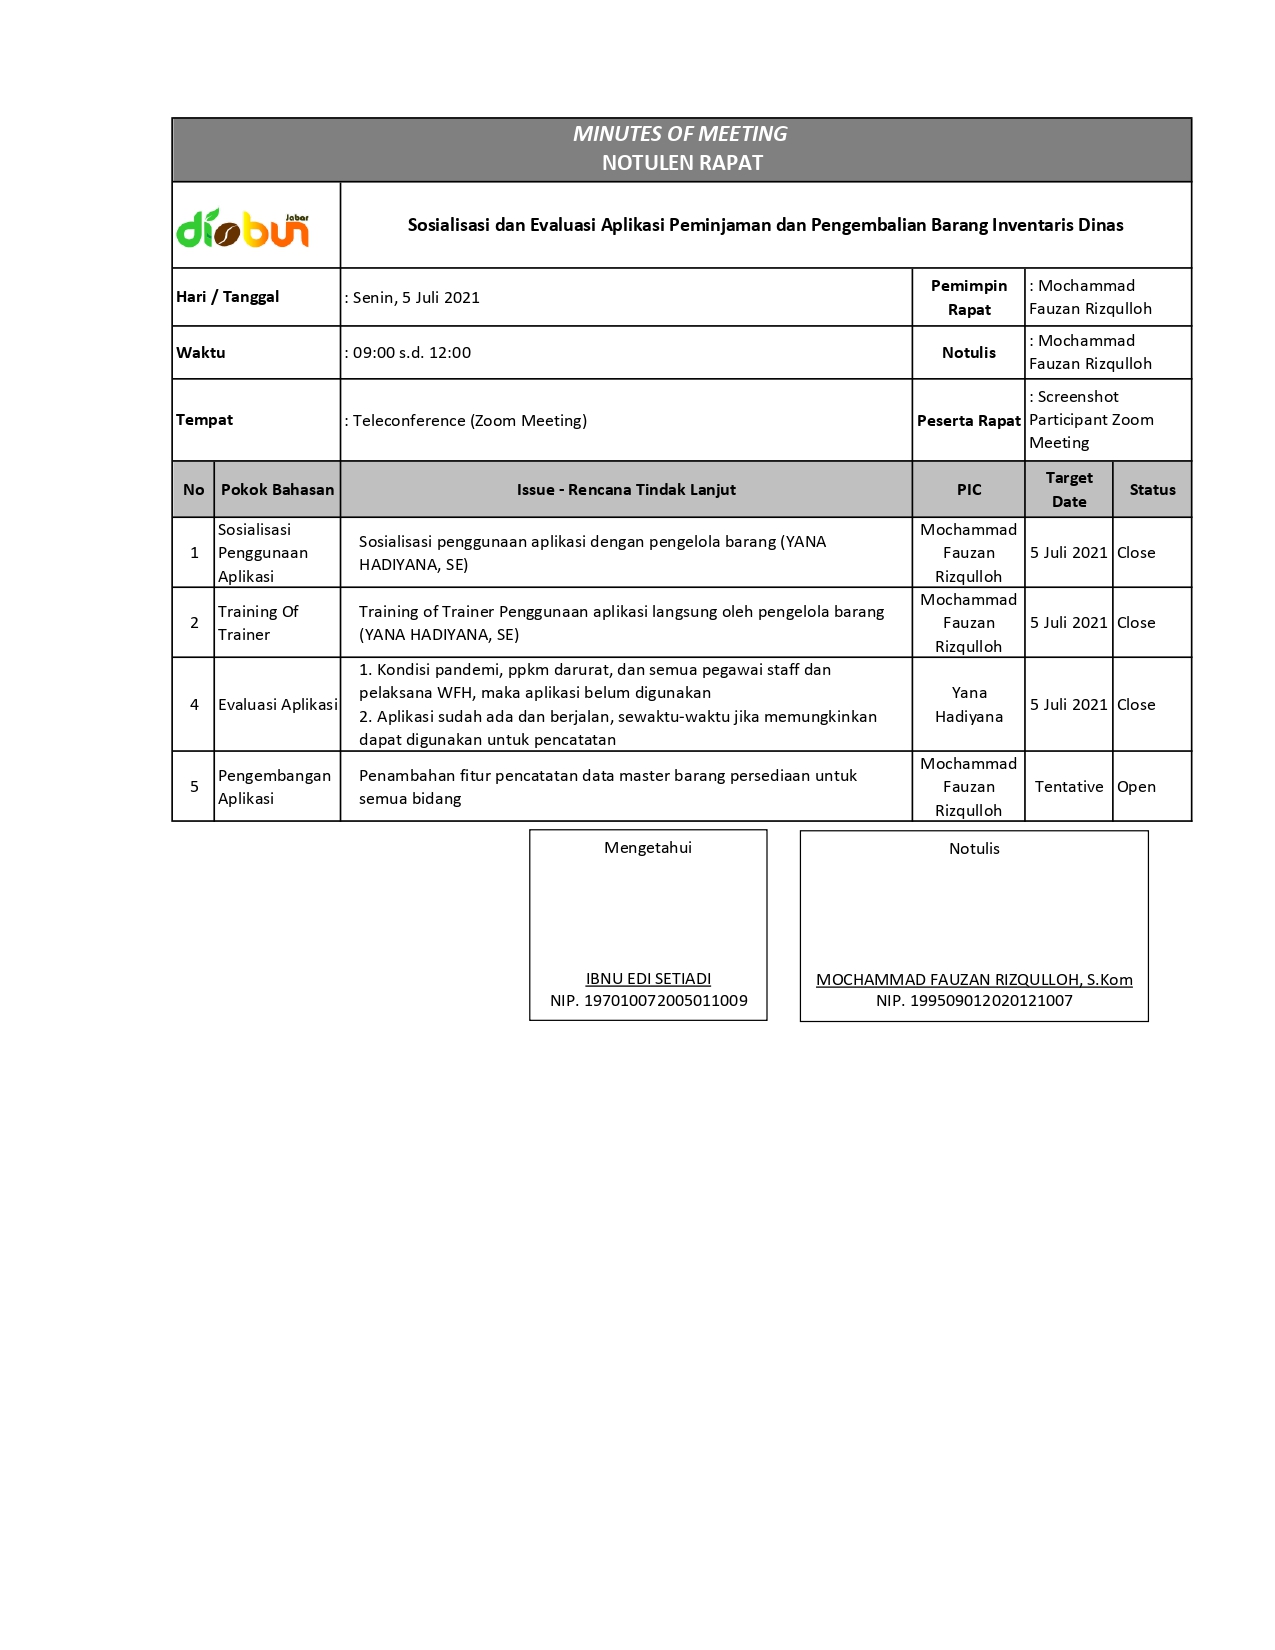 MINUTES OF MEETING
NOTULEN RAPAT
disbun Jabar
Sosialisasi dan Evaluasi Aplikasi Peminjaman dan Pengembalian Barang Inventaris Dinas
Hari / Tanggal
: Senin, 5 Juli 2021
Pemimpin
Rapat
: Mochammad
Fauzan Rizqulloh
Waktu
: 09:00 s.d. 12:00
Notulis
: Mochammad
Fauzan Rizqulloh
Tempat
: Teleconference (Zoom Meeting)
Peserta Rapat
: Screenshot
Participant Zoom
Meeting
No
Pokok Bahasan
Issue - Rencana Tindak Lanjut
PIC
Target
Date
Status
1
Sosialisasi
Penggunaan
Aplikasi
Sosialisasi penggunaan aplikasi dengan pengelola barang (YANA
HADIYANA, SE)
Mochammad
Fauzan
Rizqulloh
5 Juli 2021
Close
2
Training Of
Trainer
Training of Trainer Penggunaan aplikasi langsung oleh pengelola barang
(YANA HADIYANA, SE)
Mochammad
Fauzan
Rizqulloh
5 Juli 2021
Close
4
Evaluasi Aplikasi
1. Kondisi pandemi, ppkm darurat, dan semua pegawai staff dan
pelaksana WFH, maka aplikasi belum digunakan
2. Aplikasi sudah ada dan berjalan, sewaktu-waktu jika memungkinkan
dapat digunakan untuk pencatatan
Yana
Hadiyana
5 Juli 2021
Close
5
Pengembangan
Aplikasi
Penambahan fitur pencatatan data master barang persediaan untuk
semua bidang
Mochammad
Fauzan
Rizqulloh
Tentative
Open
Mengetahui
IBNU EDI SETIADI
NIP. 197010072005011009
Notulis
MOCHAMMAD FAUZAN RIZQULLOH, S.Kom
NIP. 199509012020121007